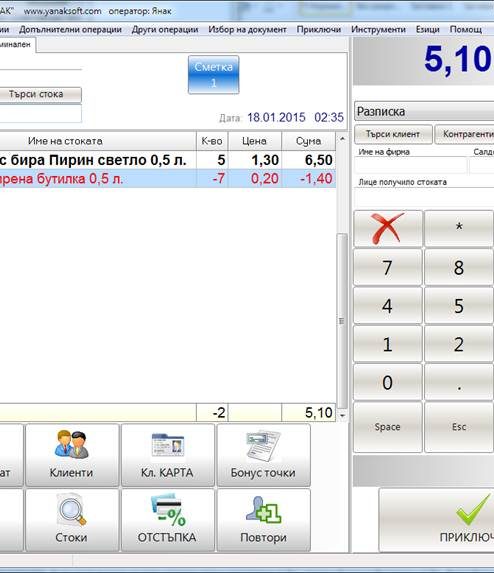 АК" www.yanaksoft.com оператор: Янак
ии Допълнителни операции Други операции Избор на документ Приключи Инструменти Езици Помощ
минален
5,10
Сметка
1
Търси стока
Дата: 18.01.2015 02:35
Разписка
Търси клиент Контрагенти
Име на фирма Салдо
Лице получило стоката
Име на стоката К-во Цена Сума
с бира Пирин светло 0,5 л. 5 1,30 6,50
ирена бутилка 0,5 л. -7 0,20 -1,40
*
7 8
4 5
1 2
0 .
Space Esc
-2 5,10
ат Клиенти Кл. КАРТА Бонус точки
Стоки ОТСТЪПКА Повтори
ПРИКЛЮЧ